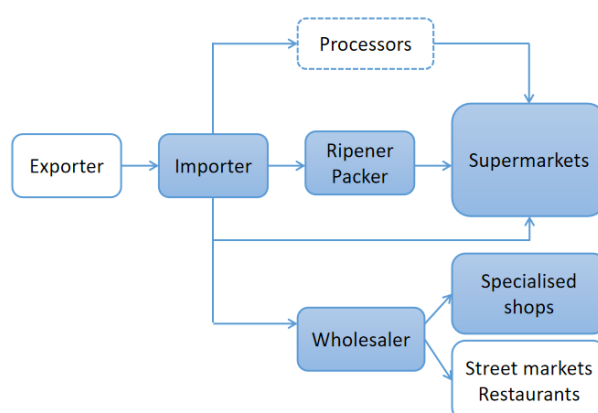 Processors
Exporter
Importer
Ripener
Packer
Supermarkets
Specialised
shops
Wholesaler
Street markets
Restaurants